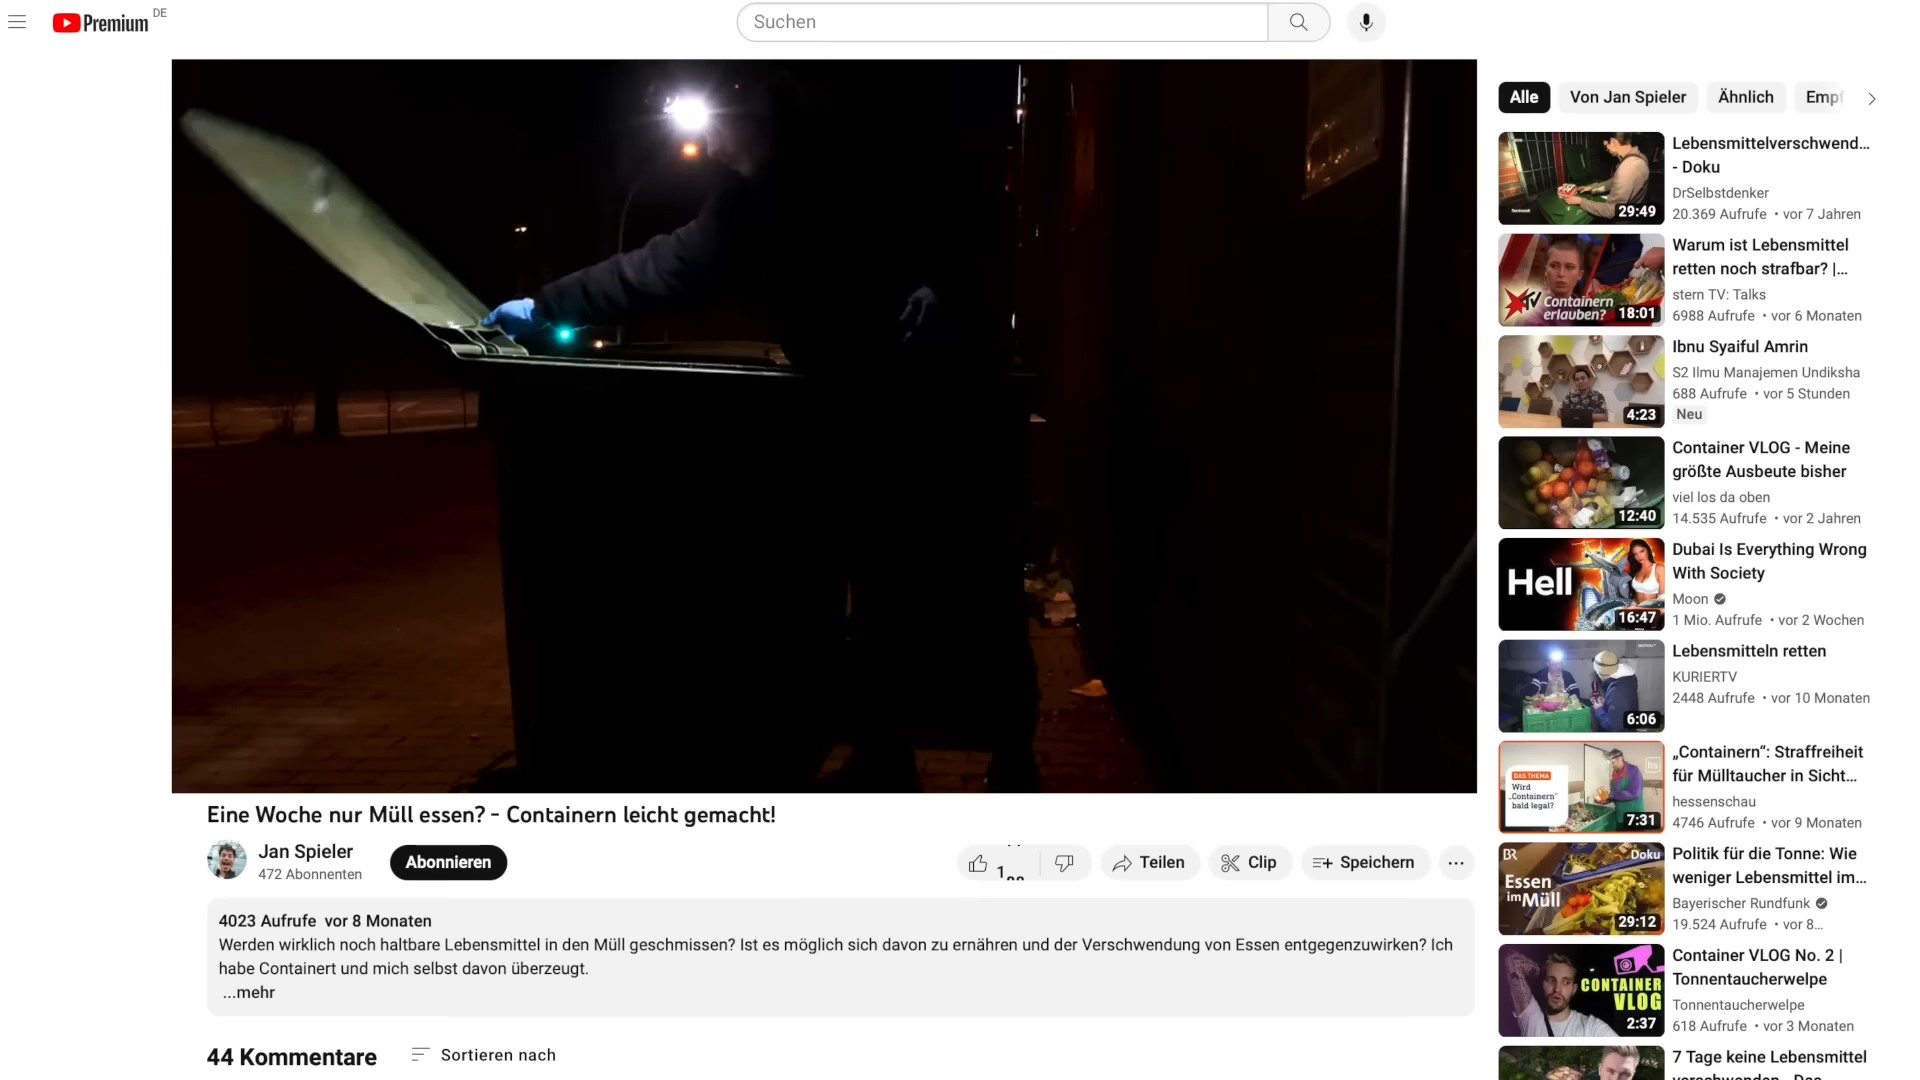 Premium DE
Suchen
Alle
Von Jan Spieler
Ähnlich
Empf
29:49
Lebensmittelverschwend...
- Doku
DrSelbstdenker
20.369 Aufrufe • vor 7 Jahren
Containern
erlauben?
18:01
Warum ist Lebensmittel
retten noch strafbar? |...
stern TV: Talks
6988 Aufrufe • vor 6 Monaten
4:23
Ibnu Syaiful Amrin
S2 Ilmu Manajemen Undiksha
688 Aufrufe • vor 5 Stunden
Neu
12:40
Container VLOG - Meine
größte Ausbeute bisher
viel los da oben
14.535 Aufrufe • vor 2 Jahren
Hell
16:47
Dubai Is Everything Wrong
With Society
Moon
1 Mio. Aufrufe • vor 2 Wochen
6:06
Lebensmitteln retten
KURIERTV
2448 Aufrufe • vor 10 Monaten
DAS THEMA
Wird
„Containern"
bald legal?
hs
7:31
„Containern“: Straffreiheit
für Mülltaucher in Sicht...
hessenschau
4746 Aufrufe • vor 9 Monaten
BR
Doku
Essen
im Müll
29:12
Politik für die Tonne: Wie
weniger Lebensmittel im...
Bayerischer Rundfunk
19.524 Aufrufe • vor 8...
CONTAINER
VLOG
2:37
Container VLOG No. 2 |
Tonnentaucherwelpe
Tonnentaucherwelpe
618 Aufrufe • vor 3 Monaten
7 Tage keine Lebensmittel
Eine Woche nur Müll essen? - Containern leicht gemacht!
Jan Spieler
472 Abonnenten
Abonnieren
Teilen
Clip
Speichern
4023 Aufrufe vor 8 Monaten
Werden wirklich noch haltbare Lebensmittel in den Müll geschmissen? Ist es möglich sich davon zu ernähren und der Verschwendung von Essen entgegenzuwirken? Ich
habe Containert und mich selbst davon überzeugt.
...mehr
44 Kommentare
Sortieren nach